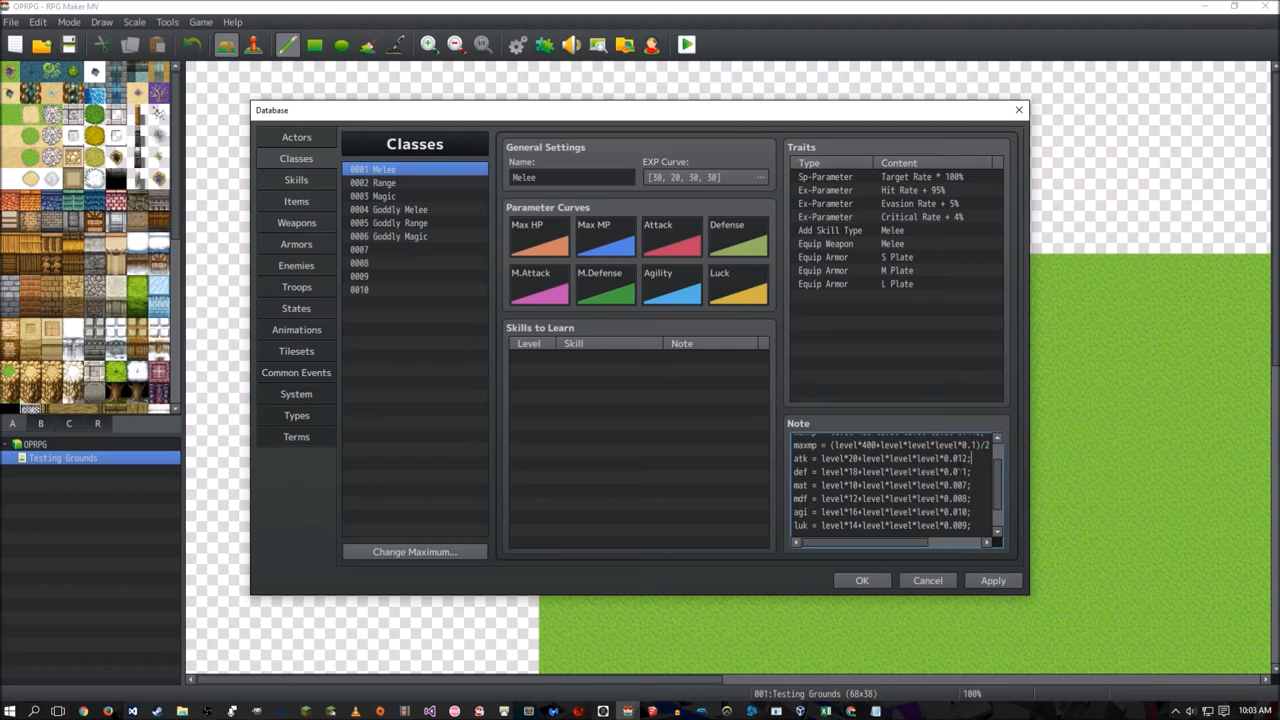 OPRPG - RPG Maker MV
File Edit Mode Draw Scale Tools Game Help
Database
Actors
Classes
Skills
Items
Weapons
Armors
Enemies
Troops
States
Animations
Tilesets
Common Events
System
Types
Terms
Classes
0001 Melee
0002 Range
0003 Magic
0004 Goddly Melee
0005 Goddly Range
0006 Goddly Magic
0007
0008
0009
0010
Change Maximum...
General Settings
Name:
EXP Curve:
Melee
[30, 20, 30, 30] ...
Parameter Curves
Max HP Max MP Attack Defense
M.Attack M.Defense Agility Luck
Skills to Learn
Level Skill Note
Traits
Type Content
Sp-Parameter Target Rate * 100%
Ex-Parameter Hit Rate + 95%
Ex-Parameter Evasion Rate + 5%
Ex-Parameter Critical Rate + 4%
Add Skill Type Melee
Equip Weapon Melee
Equip Armor S Plate
Equip Armor M Plate
Equip Armor L Plate
Note
maxmp = (level*400+level*level*level*0.1)/2
atk = level*20+level*level*level*0.012;
def = level*18+level*level*level*0.011;
mat = level*10+level*level*level*0.007;
mdf = level*12+level*level*level*0.008;
agi = level*16+level*level*level*0.010;
luk = level*14+level*level*level*0.009;
OK Cancel Apply
A B C R
OPRPG
Testing Grounds
001:Testing Grounds (68x38) 100%
10:03 AM